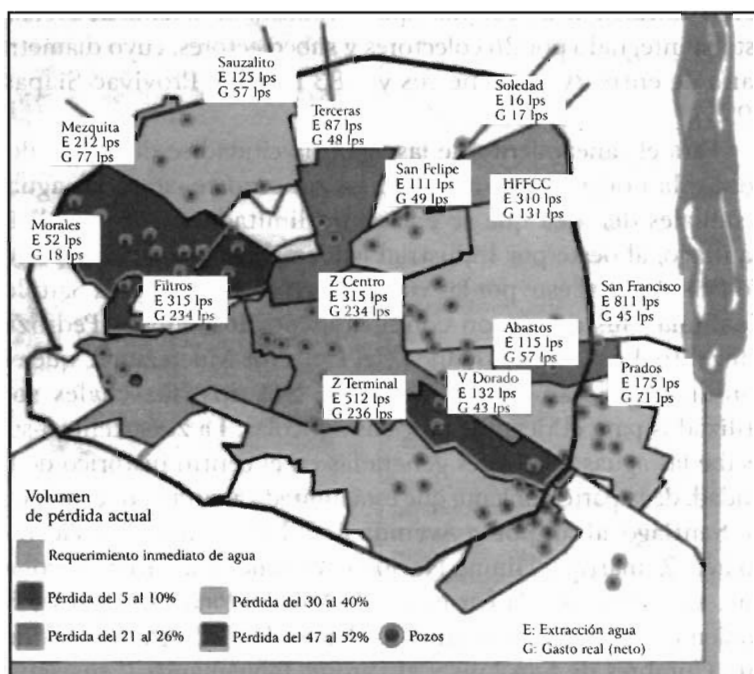 Sauzalito
E 125 lps
G 57 lps
Soledad
E 16 lps
G 17 lps
Terceras
E 87 lps
G 48 lps
Mezquita
E 212 lps
G 77 lps
San Felipe
E 111 lps
G 49 lps
HFFCC
E 310 lps
G 131 lps
Morales
E 52 lps
G 18 lps
Filtros
E 315 lps
G 234 lps
Z Centro
E 315 lps
G 234 lps
San Francisco
E 811 lps
G 45 lps
Abastos
E 115 lps
G 57 lps
Prados
E 175 lps
G 71 lps
Z Terminal
E 512 lps
G 236 lps
V Dorado
E 132 lps
G 43 lps
Volumen
de pérdida actual
Requerimiento inmediato de agua
Pérdida del 5 al 10%
Pérdida del 30 al 40%
Pérdida del 21 al 26%
Pérdida del 47 al 52%
Pozos
E: Extracción agua
G: Gasto real (neto)